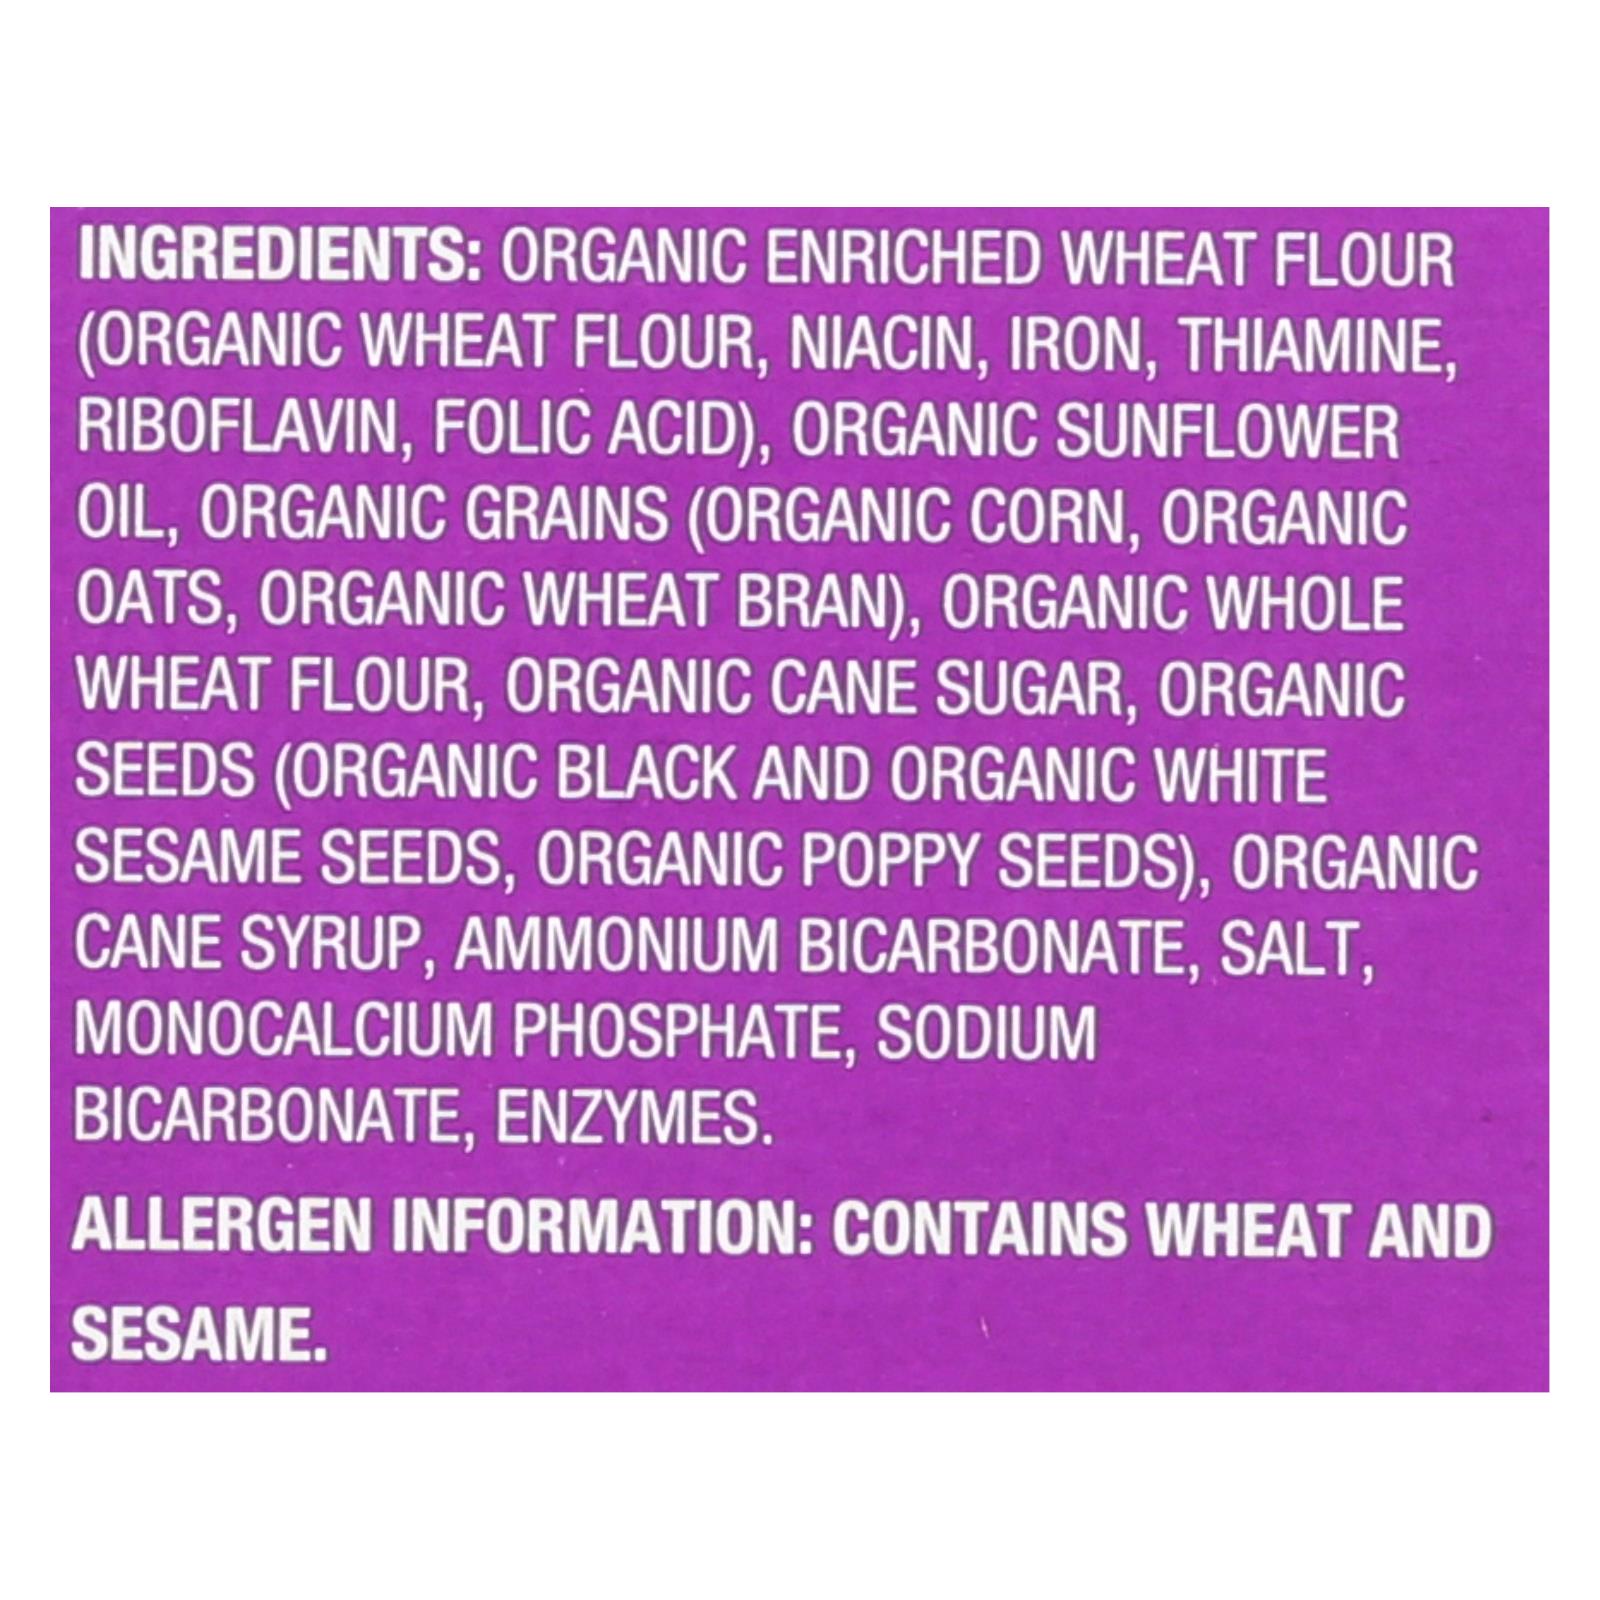 INGREDIENTS: ORGANIC ENRICHED WHEAT FLOUR
(ORGANIC WHEAT FLOUR, NIACIN, IRON, THIAMINE,
RIBOFLAVIN, FOLIC ACID), ORGANIC SUNFLOWER
OIL, ORGANIC GRAINS (ORGANIC CORN, ORGANIC
OATS, ORGANIC WHEAT BRAN), ORGANIC WHOLE
WHEAT FLOUR, ORGANIC CANE SUGAR, ORGANIC
SEEDS (ORGANIC BLACK AND ORGANIC WHITE
SESAME SEEDS, ORGANIC POPPY SEEDS), ORGANIC
CANE SYRUP, AMMONIUM BICARBONATE, SALT,
MONOCALCIUM PHOSPHATE, SODIUM
BICARBONATE, ENZYMES.
ALLERGEN INFORMATION: CONTAINS WHEAT AND
SESAME.